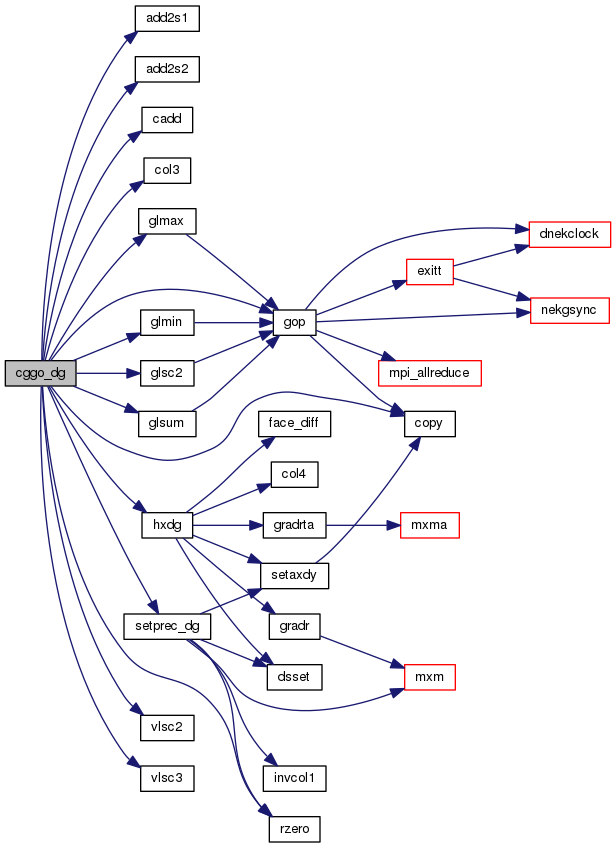 add2s1
add2s2
cadd
col3
glmax
dnekclock
exitt
nekgsync
glmin
gop
cggo_dg
glsc2
mpi_allreduce
glsum
face_diff
copy
col4
hxdg
gradrta
mxma
setaxdy
setprec_dg
gradr
dsset
mxm
vlsc2
vlsc3
invcol1
rzero